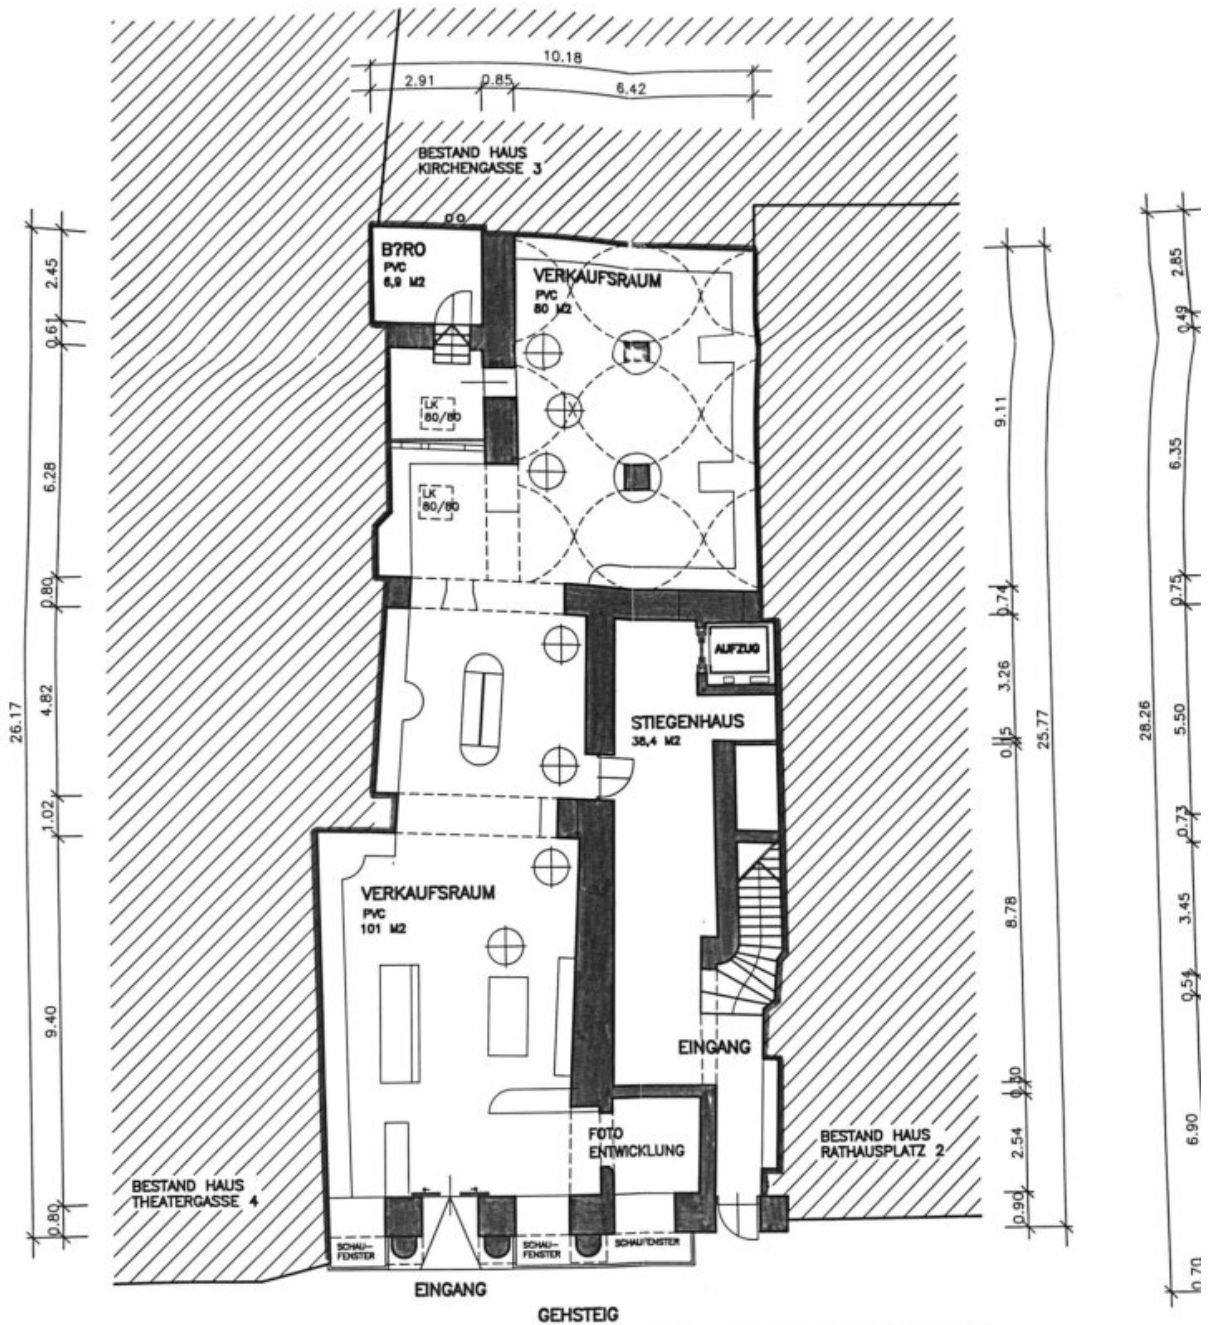 10.18
2.91
0.85
6.42
BESTAND HAUS
KIRCHENGASSE 3
B?RO
PVC
6,9 M2
VERKAUFSRAUM
PVC
80 M2
LK
80/80
LK
80/80
AUFZUG
STIEGENHAUS
38,4 M2
VERKAUFSRAUM
PVC
101 M2
EINGANG
FOTO
ENTWICKLUNG
BESTAND HAUS
RATHAUSPLATZ 2
BESTAND HAUS
THEATERGASSE 4
SCHAU-
FENSTER
SCHAU-
FENSTER
SCHAUFENSTER
EINGANG
GEHSTEIG
26.17
2.45
0.61
6.28
0.80
4.82
1.02
9.40
0.80
9.11
0.74
3.26
0.15
8.78
0.30
2.54
0.90
25.77
28.26
2.85
0.49
6.35
0.75
5.50
0.73
3.45
0.54
6.90
0.70